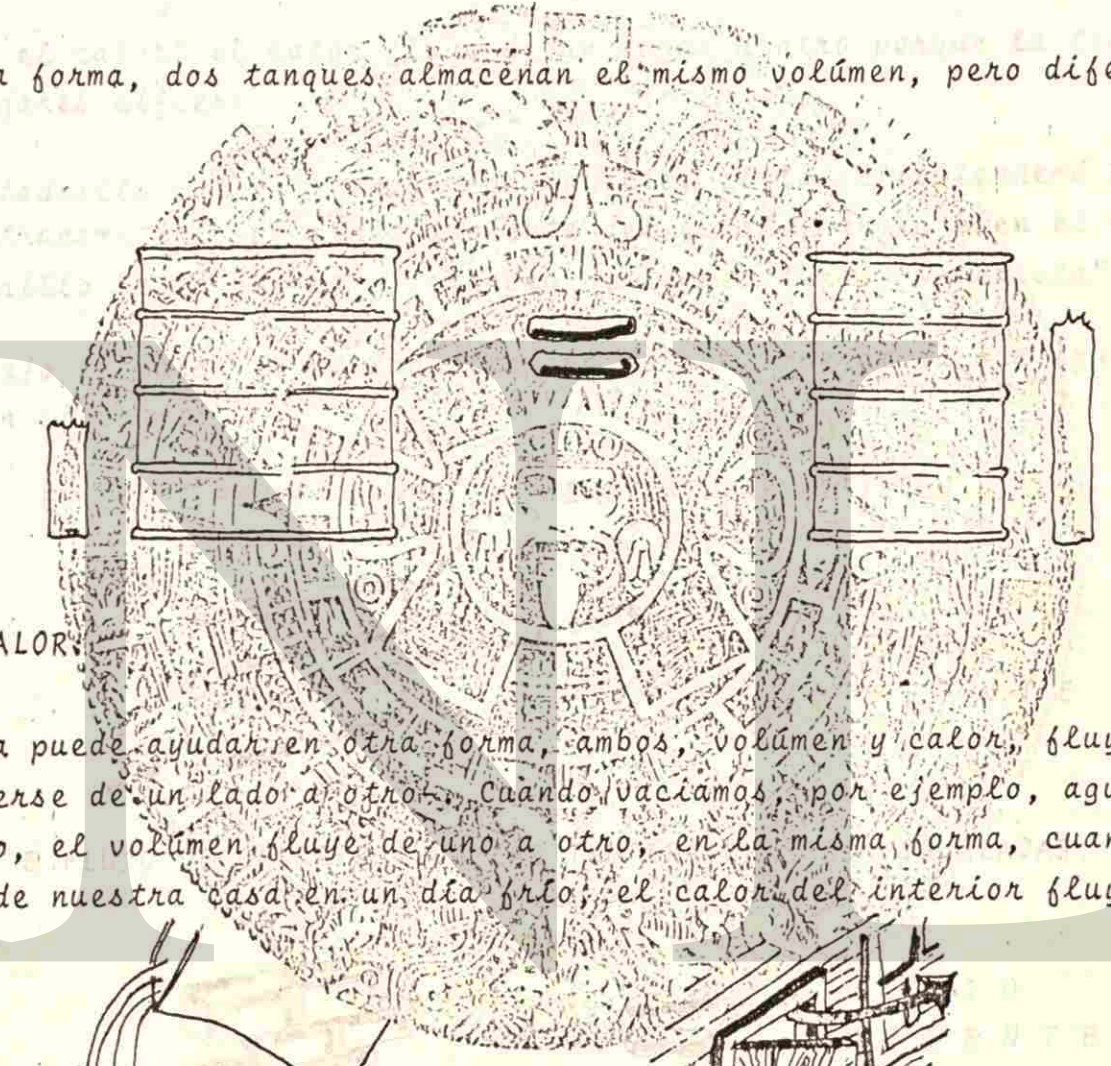 a forma, dos tanques almacenan el mismo volúmen, pero dife
ALOR.
a puede ayudar en otra forma, ambos, volúmen y calor, fluy
erse de un lado a otro-. Cuando vaciamos, por ejemplo, agu
o, el volúmen fluye de uno a otro, en la misma forma, cuan
de nuestra casa en un día frío, el calor del interior fluy